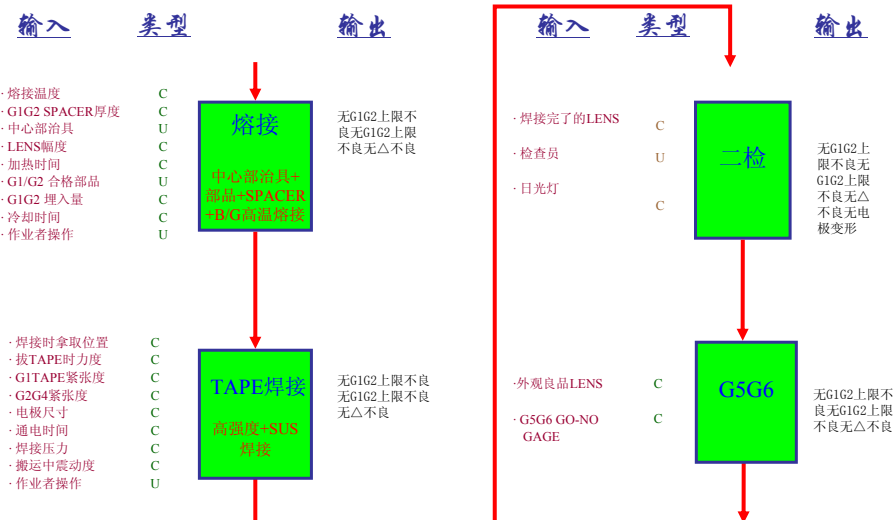 输入 类型 输出
· 熔接温度 C
· G1G2 SPACER厚度 C
· 中心部治具 U
· LENS幅度 C
· 加热时间 C
· G1/G2 合格部品 U
· G1G2 埋入量 C
· 冷却时间 C
· 作业者操作 U
熔接
中心部治具+
部品+SPACER
+B/G高温熔接
无G1G2上限不
良无G1G2上限
不良无△不良
· 焊接时拿取位置 C
· 拔TAPE时力度 C
· G1TAPE紧张度 C
· G2G4紧张度 C
· 电极尺寸 C
· 通电时间 C
· 焊接压力 C
· 搬运中震动度 C
· 作业者操作 U
TAPE焊接
高强度+SUS
焊接
无G1G2上限不良
无G1G2上限不良
无△不良
输入 类型 输出
· 焊接完了的LENS C
· 检查员 U
· 日光灯 C
二检
无G1G2上
限不良无
G1G2上限
不良无△
不良无电
极变形
·外观良品LENS C
· G5G6 GO-NO C
GAGE
G5G6
无G1G2上限不
良无G1G2上限
不良无△不良